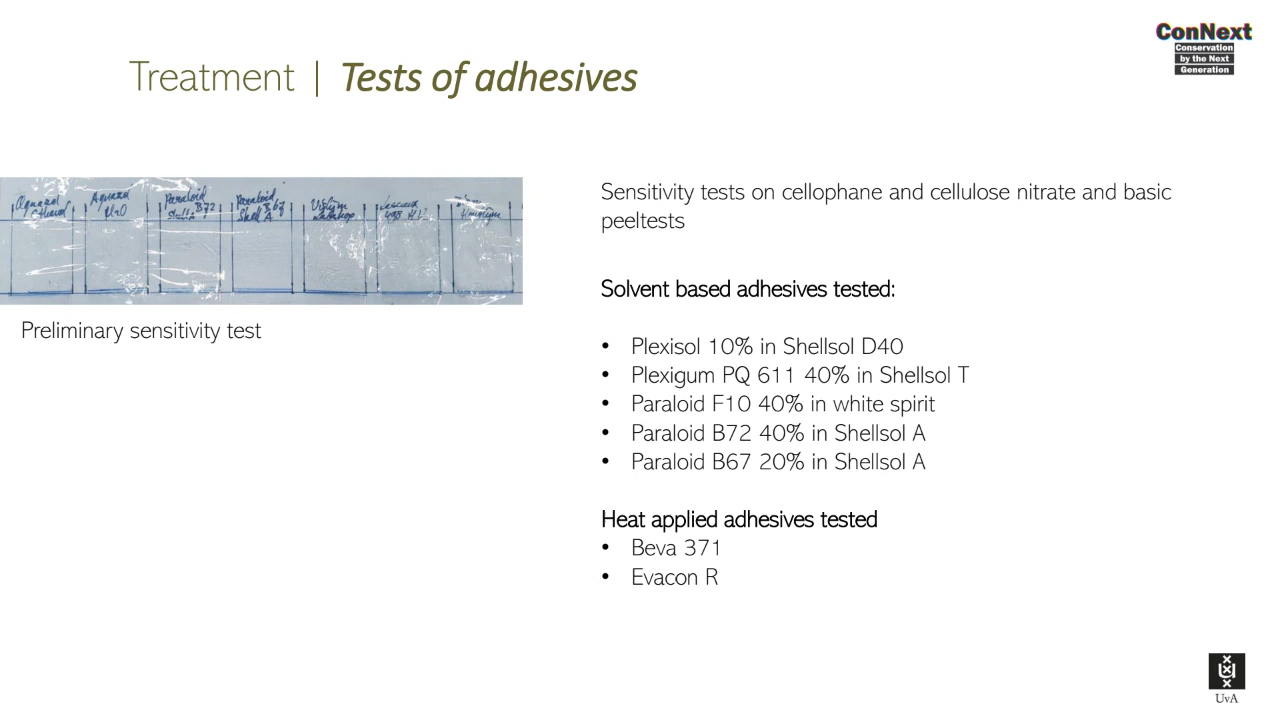 ConNext
Conservation
by the Next
Generation
Treatment | Tests of adhesives
Aquazol Aquazol Paraloid Paraloid
ethanol H2O B72 B67
Shell A
Preliminary sensitivity test
Sensitivity tests on cellophane and cellulose nitrate and basic
peeltests
Solvent based adhesives tested:
• Plexisol 10% in Shellsol D40
• Plexigum PQ 611 40% in Shellsol T
• Paraloid F10 40% in white spirit
• Paraloid B72 40% in Shellsol A
• Paraloid B67 20% in Shellsol A
Heat applied adhesives tested
• Beva 371
• Evacon R
UvA